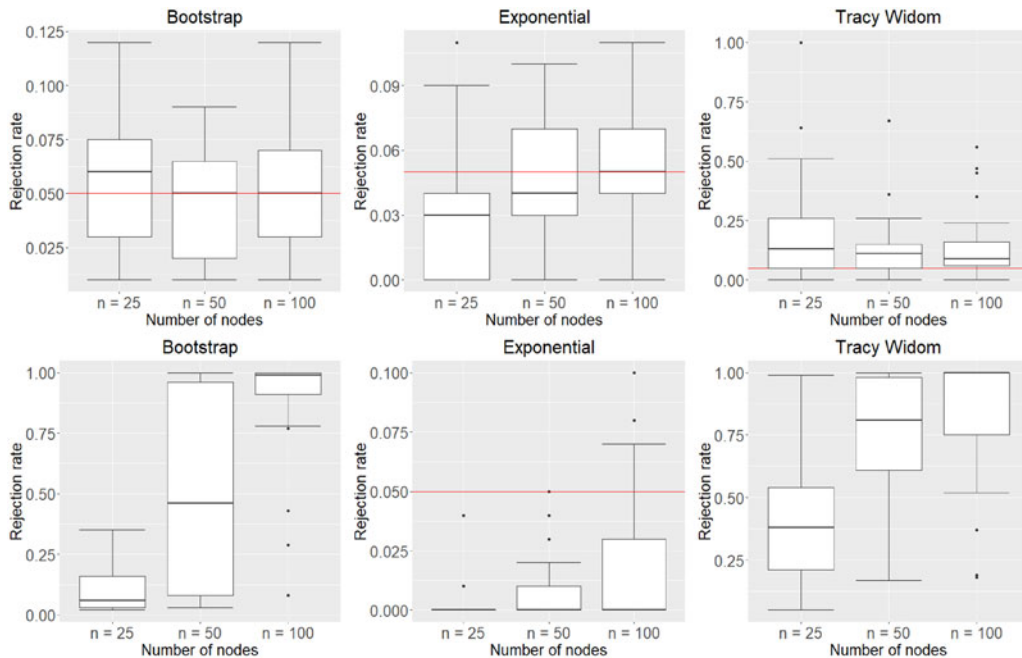 Bootstrap
Exponential
Tracy Widom
Rejection rate
0.125
0.100
0.075
0.050
0.025
n = 25
n = 50
n = 100
Number of nodes
Rejection rate
0.09
0.06
0.03
0.00
n = 25
n = 50
n = 100
Number of nodes
Rejection rate
1.00
0.75
0.50
0.25
0.00
n = 25
n = 50
n = 100
Number of nodes
Bootstrap
Exponential
Tracy Widom
Rejection rate
1.00
0.75
0.50
0.25
0.00
n = 25
n = 50
n = 100
Number of nodes
Rejection rate
0.100
0.075
0.050
0.025
0.000
n = 25
n = 50
n = 100
Number of nodes
Rejection rate
1.00
0.75
0.50
0.25
n = 25
n = 50
n = 100
Number of nodes